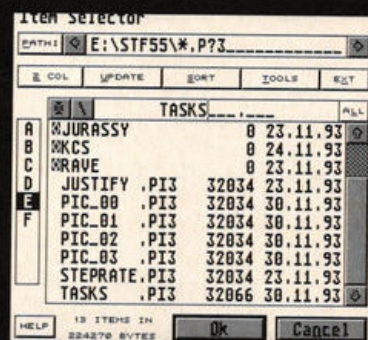 Item Selector
PATH: E:\STF55\*.P?3
2 COL UPDATE SORT TOOLS EXT
TASKS___.___ ALL
A JURASSY 0 23.11.93
B KCS 0 24.11.93
C RAVE 0 23.11.93
D JUSTIFY .PI3 32034 23.11.93
E PIC_00 .PI3 32034 30.11.93
F PIC_01 .PI3 32034 30.11.93
PIC_02 .PI3 32034 30.11.93
PIC_03 .PI3 32034 30.11.93
STEPRATE.PI3 32034 23.11.93
TASKS .PI3 32066 30.11.93
HELP 13 ITEMS IN Ok Cancel
224270 BYTES